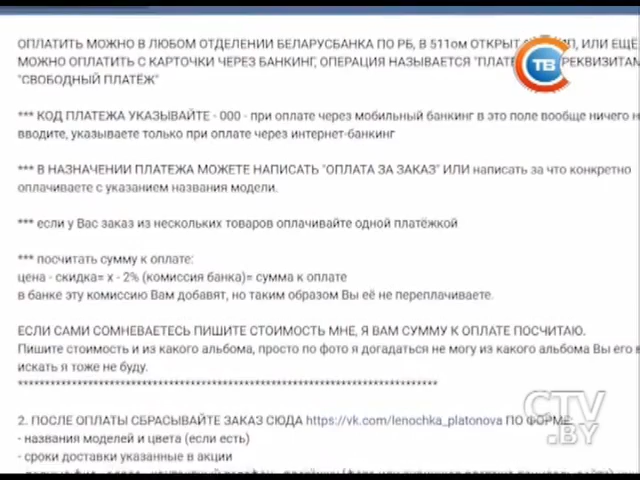 ОПЛАТИТЬ МОЖНО В ЛЮБОМ ОТДЕЛЕНИИ БЕЛАРУСБАНКА ПО РБ, В 511ом ОТКРЫТ ИЛИ ЕЩЁ
МОЖНО ОПЛАТИТЬ С КАРТОЧКИ ЧЕРЕЗ БАНКИНГ, ОПЕРАЦИЯ НАЗЫВАЕТСЯ РЕКВИЗИТАМ
"СВОБОДНЫЙ ПЛАТЁЖ"
СТВ
*** КОД ПЛАТЕЖА УКАЗЫВАЙТЕ - 000 - при оплате через мобильный банкинг в это поле вообще ничего н
вводите, указываете только при оплате через интернет-банкинг
*** В НАЗНАЧЕНИИ ПЛАТЕЖА МОЖЕТЕ НАПИСАТЬ "ОПЛАТА ЗА ЗАКАЗ" ИЛИ написать за что конкретно
оплачиваете с указанием названия модели.
*** если у Вас заказ из нескольких товаров оплачивайте одной платёжкой
*** посчитать сумму к оплате:
цена - скидка= х - 2% (комиссия банка)= сумма к оплате
в банке эту комиссию Вам добавят, но таким образом Вы её не переплачиваете.
ЕСЛИ САМИ СОМНЕВАЕТЕСЬ ПИШИТЕ СТОИМОСТЬ МНЕ, Я ВАМ СУММУ К ОПЛАТЕ ПОСЧИТАЮ.
Пишите стоимость и из какого альбома, просто по фото я догадаться не могу из какого альбома Вы его в
искать я тоже не буду.
2. ПОСЛЕ ОПЛАТЫ СБРАСЫВАЙТЕ ЗАКАЗ СЮДА https://vk.com/lenochka_platonova ПО ФОРМЕ
- названия моделей и цвета (если есть)
- сроки доставки указанные в акции
CTV
.BY